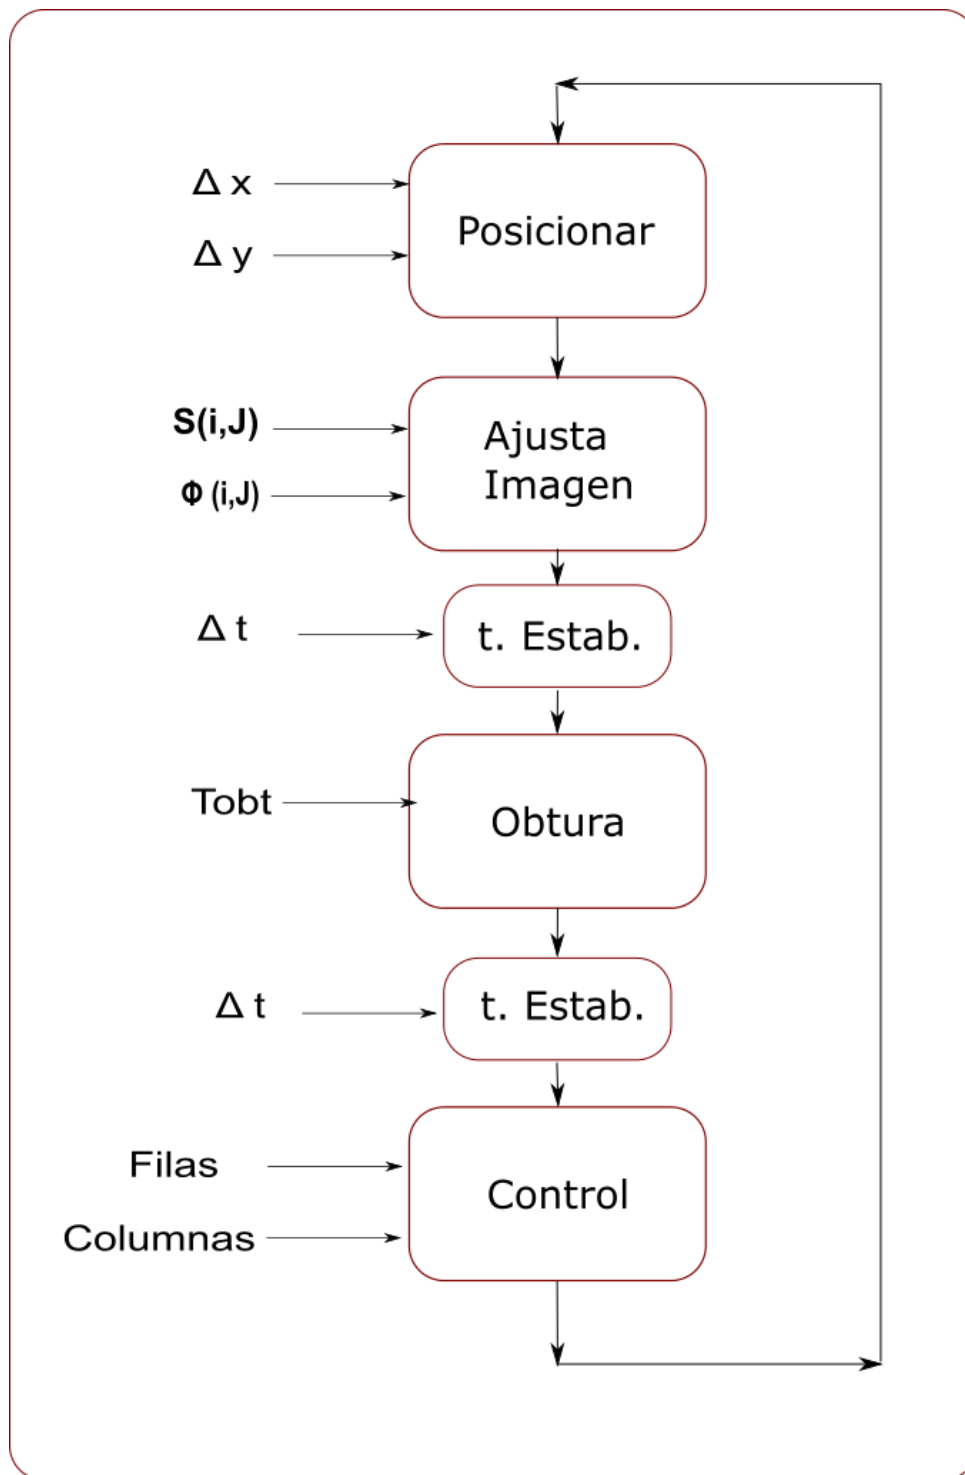 Δ x
Δ y
Posicionar
S(i,J)
Φ (i,J)
Ajusta
Imagen
Δ t
t. Estab.
Tobt
Obtura
Δ t
t. Estab.
Filas
Columnas
Control